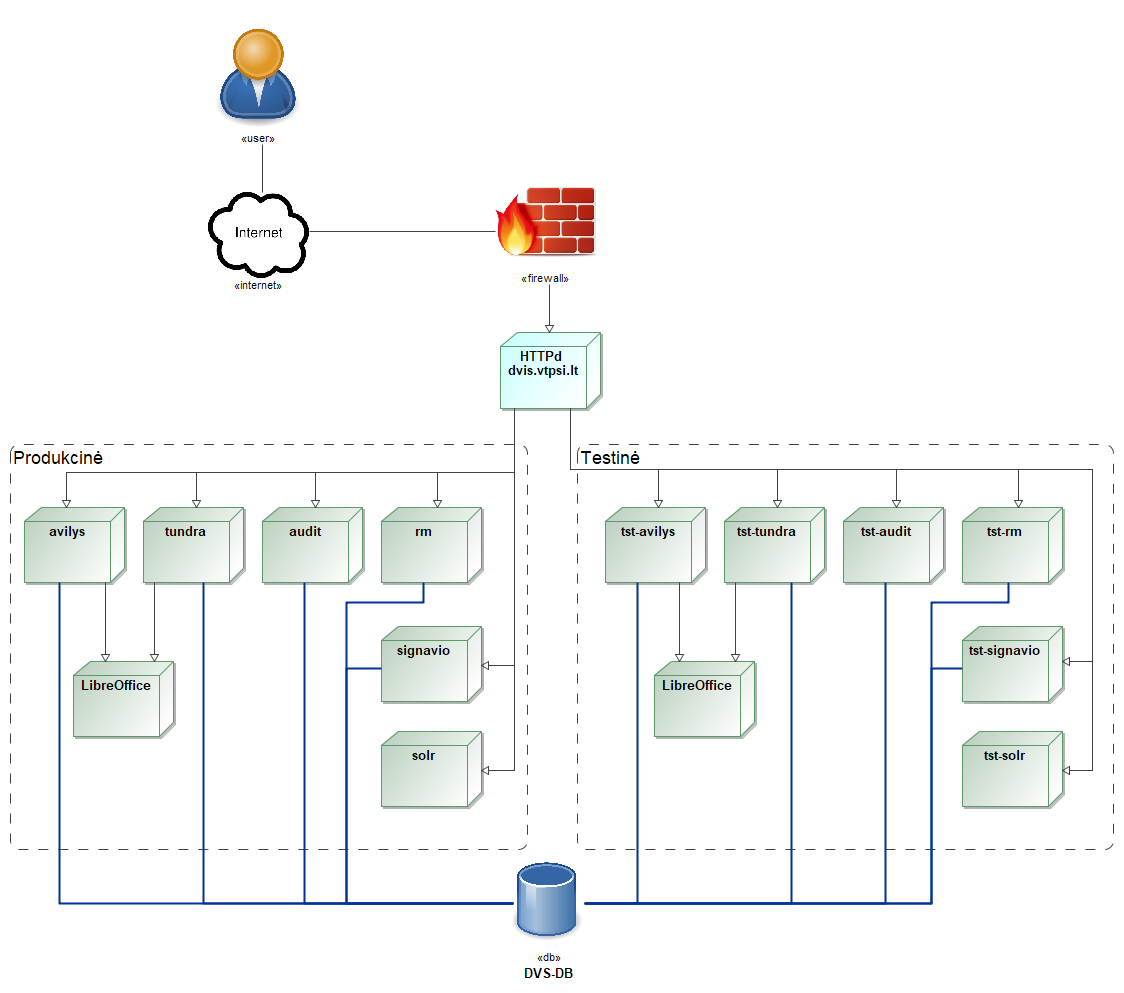 «user»
Internet
«internet»
«firewall»
HTTPd
dvis.vtpsi.lt
Produkcinė
avilys
tundra
audit
rm
signavio
LibreOffice
solr
Testinė
tst-avilys
tst-tundra
tst-audit
tst-rm
tst-signavio
LibreOffice
tst-solr
«db»
DVS-DB